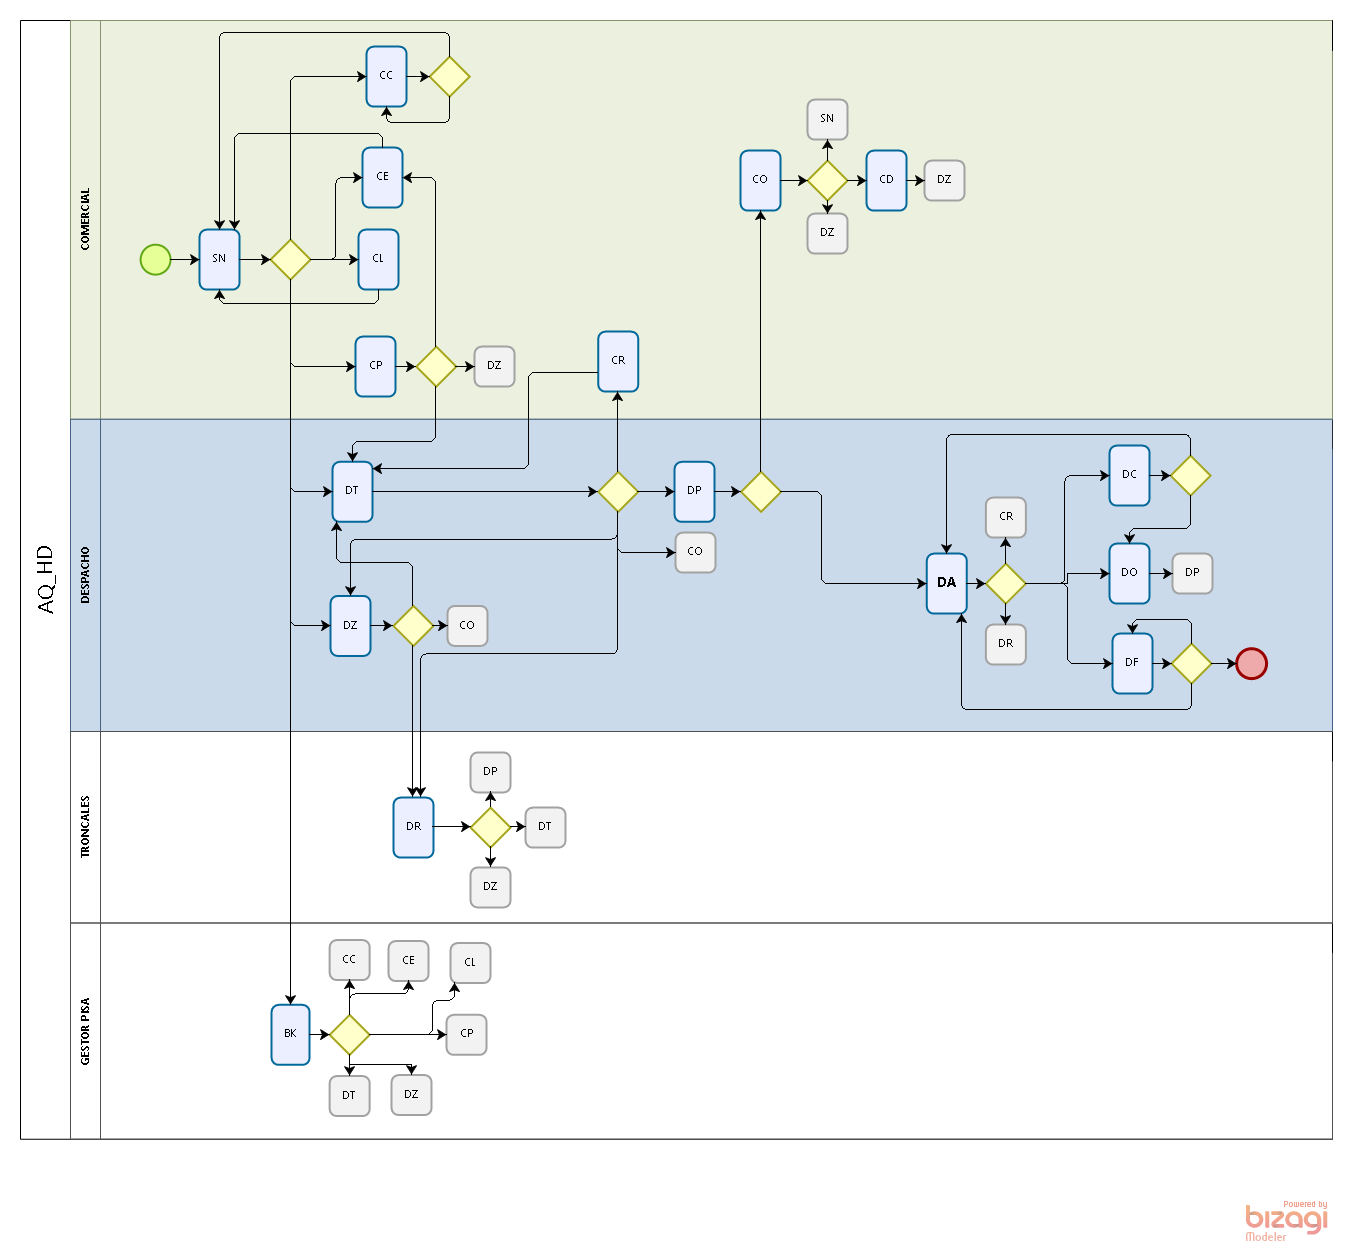 AQ_HD
COMERCIAL
CC
CE
SN
CL
CP
DZ
CR
CO
SN
DZ
CD
DZ
DESPACHO
DT
DP
CO
DZ
CO
DA
CR
DR
DC
DO
DP
DF
TRONCALES
DR
DP
DT
DZ
GESTOR PISA
BK
CC
CE
CL
CP
DT
DZ
Powered by
bizagi
Modeler